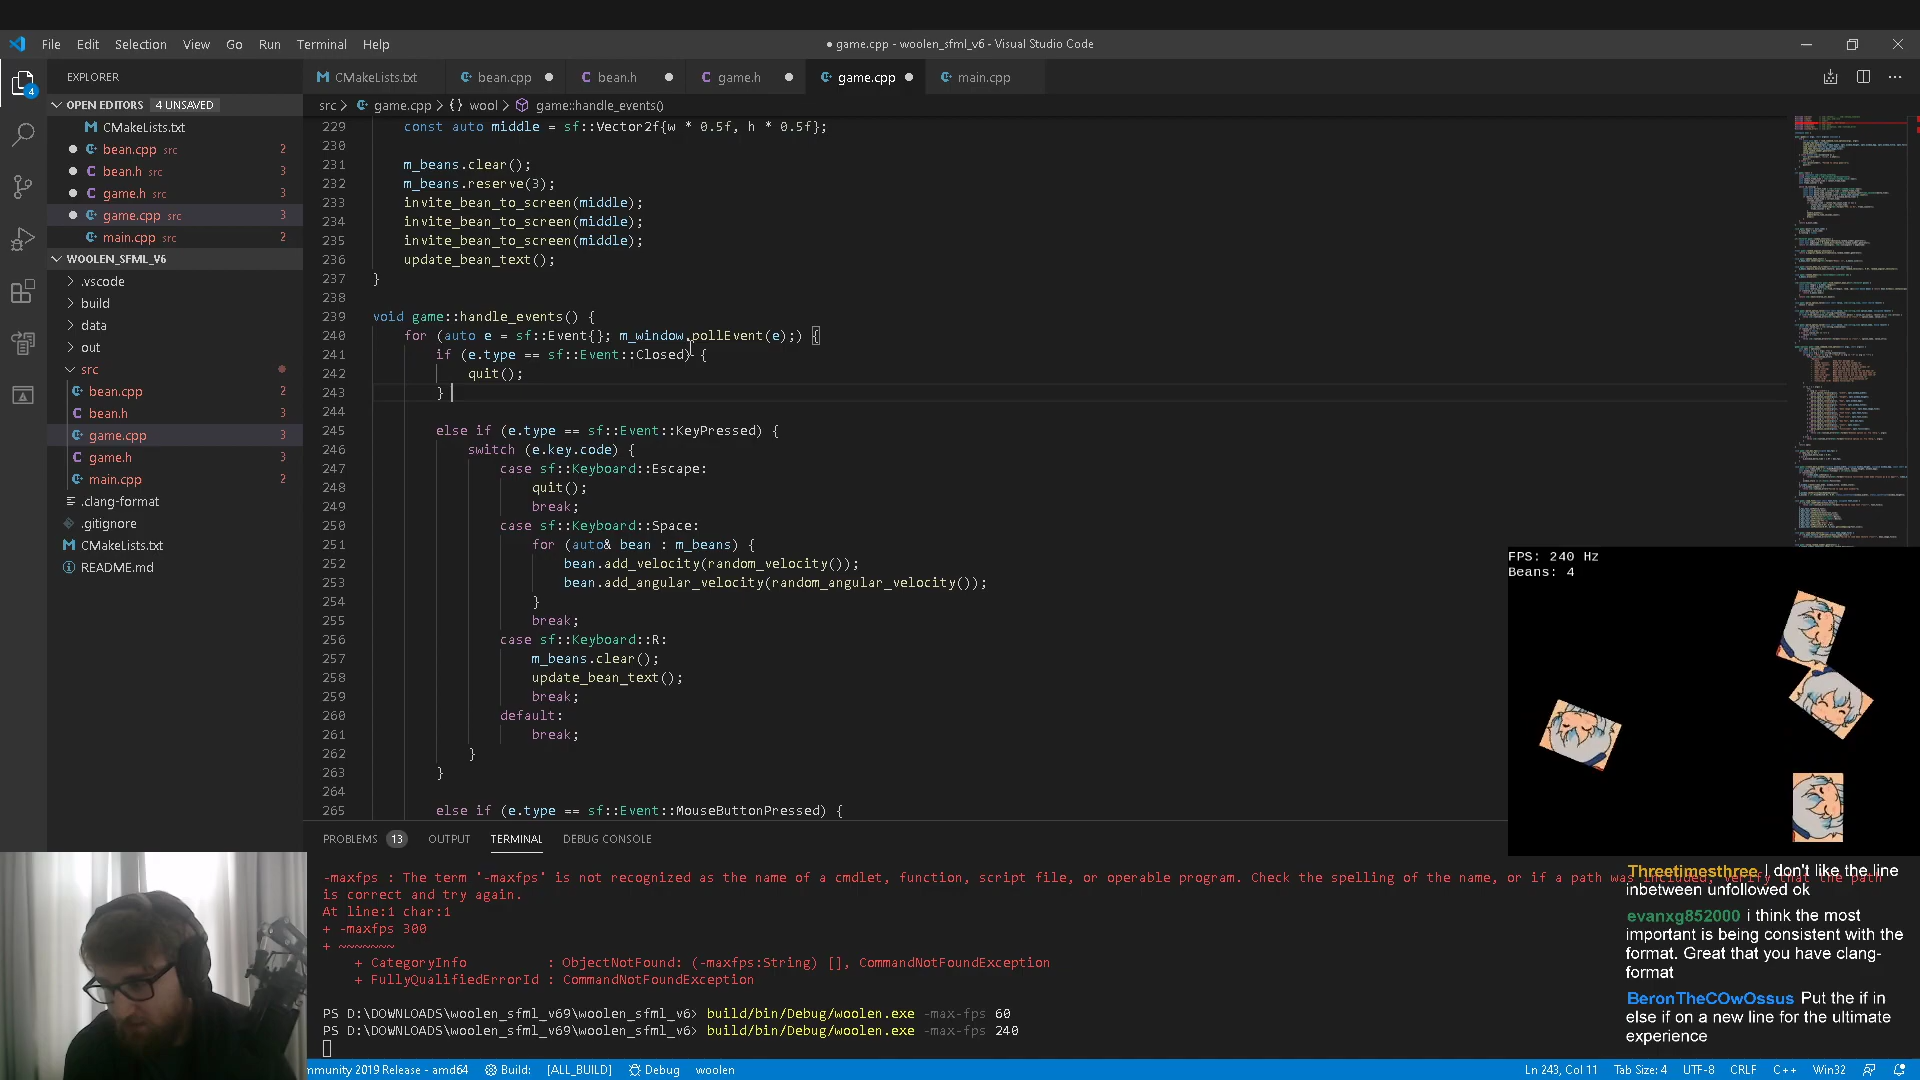 File Edit Selection View Go Run Terminal Help
● game.cpp - woolen_sfml_v6 - Visual Studio Code
EXPLORER
CMakeLists.txt bean.cpp bean.h game.h game.cpp main.cpp
OPEN EDITORS 4 UNSAVED
src > game.cpp > {} wool > game::handle_events()
CMakeLists.txt
bean.cpp src 2
bean.h src 3
game.h src 3
game.cpp src 3
main.cpp src 2
WOOLEN_SFML_V6
.vscode
build
data
out
src
bean.cpp 2
bean.h 3
game.cpp 3
game.h 3
main.cpp 2
.clang-format
.gitignore
CMakeLists.txt
README.md
4
229 const auto middle = sf::Vector2f{w * 0.5f, h * 0.5f};
230
231 m_beans.clear();
232 m_beans.reserve(3);
233 invite_bean_to_screen(middle);
234 invite_bean_to_screen(middle);
235 invite_bean_to_screen(middle);
236 update_bean_text();
237 }
238
239 void game::handle_events() {
240 for (auto e = sf::Event{}; m_window.pollEvent(e);) {
241 if (e.type == sf::Event::Closed) {
242 quit();
243 }
244
245 else if (e.type == sf::Event::KeyPressed) {
246 switch (e.key.code) {
247 case sf::Keyboard::Escape:
248 quit();
249 break;
250 case sf::Keyboard::Space:
251 for (auto& bean : m_beans) {
252 bean.add_velocity(random_velocity());
253 bean.add_angular_velocity(random_angular_velocity());
254 }
255 break;
256 case sf::Keyboard::R:
257 m_beans.clear();
258 update_bean_text();
259 break;
260 default:
261 break;
262 }
263 }
264
265 else if (e.type == sf::Event::MouseButtonPressed) {
FPS: 240 Hz
Beans: 4
PROBLEMS 13 OUTPUT TERMINAL DEBUG CONSOLE
-maxfps : The term '-maxfps' is not recognized as the name of a cmdlet, function, script file, or operable program. Check the spelling of the name, or if a path was included, verify that the path
is correct and try again.
At line:1 char:1
+ -maxfps 300
+ ~~~~~~~
+ CategoryInfo : ObjectNotFound: (-maxfps:String) [], CommandNotFoundException
+ FullyQualifiedErrorId : CommandNotFoundException
PS D:\DOWNLOADS\woolen_sfml_v69\woolen_sfml_v6> build/bin/Debug/woolen.exe -max-fps 60
PS D:\DOWNLOADS\woolen_sfml_v69\woolen_sfml_v6> build/bin/Debug/woolen.exe -max-fps 240
Threetimesthree I don't like the line
inbetween unfollowed ok
evanxg852000 i think the most
important is being consistent with the
format. Great that you have clang-
format
BeronTheCOwOssus Put the if in
else if on a new line for the ultimate
experience
mmunity 2019 Release - amd64 Build: [ALL_BUILD] Debug woolen Ln 243, Col 11 Tab Size: 4 UTF-8 CRLF C++ Win32